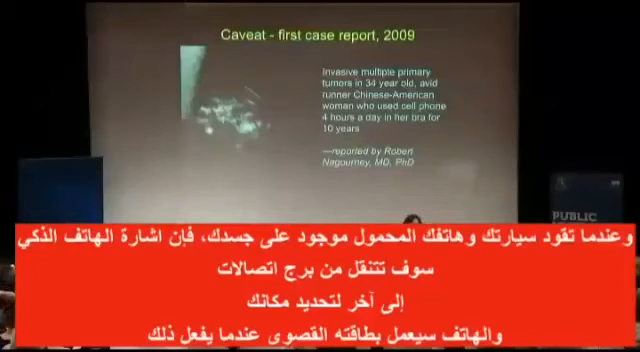 Caveat - first case report, 2009
Invasive multiple primary
tumors in 34 year old, avid
runner Chinese-American
woman who used cell phone
4 hours a day in her bra for
10 years
—reported by Robert
Nagourney, MD, PhD
PUBLIC
وعندما تقود سيارتك وهاتفك المحمول موجود على جسدك، فإن اشارة الهاتف الذكي
سوف تتنقل من برج اتصالات
إلى آخر لتحديد مكانك
والهاتف سيعمل بطاقته القصوى عندما يفعل ذلك